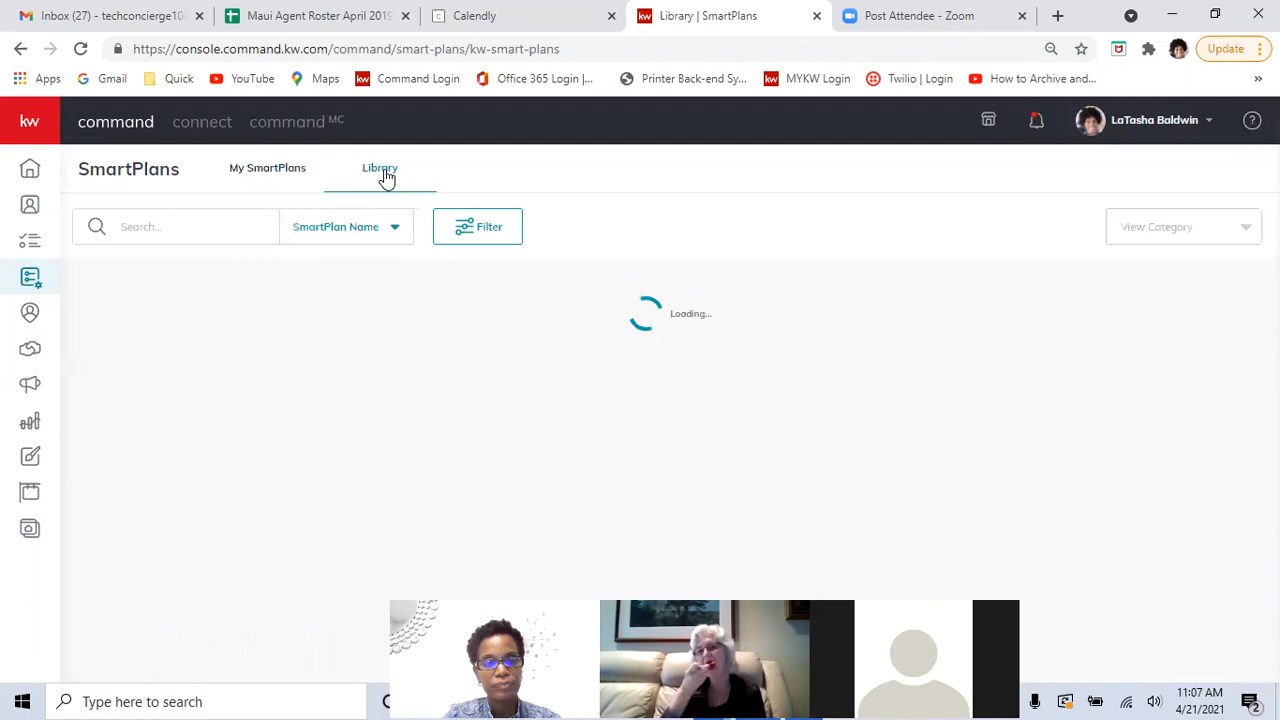 Inbox (27) - techconcierge10
Maui Agent Roster April
Calendly
Library | SmartPlans
Post Attendee - Zoom
https://console.command.kw.com/command/smart-plans/kw-smart-plans
Update
Apps
Gmail
Quick
YouTube
Maps
Command Login
Office 365 Login |...
Printer Back-end Sy...
MYKW Login
Twilio | Login
How to Archive and...
»
kw
command
connect
command MC
LaTasha Baldwin
SmartPlans
My SmartPlans
Library
Search...
SmartPlan Name
Filter
View Category
Loading...
Type here to search
11:07 AM
4/21/2021
2